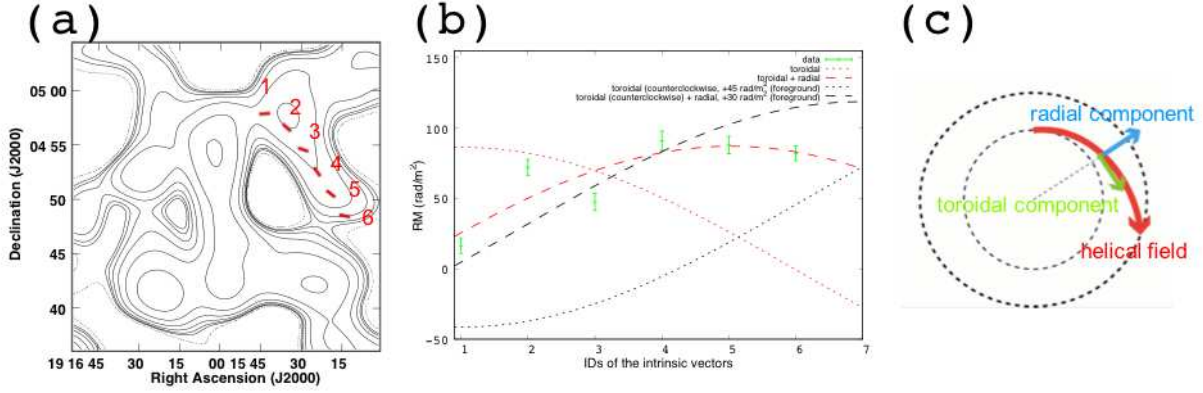 (a)
(b)
(c)
1
2
3
4
5
6
05 00
04 55
50
45
40
19 16 45
30
15
00
15 45
30
15
Declination (J2000)
Right Ascension (J2000)
150
100
50
0
−50
RM (rad/m²)
data
toroidal
toroidal + radial
toroidal (counterclockwise, +45 rad/m² (foreground)
toroidal (counterclockwise) + radial, +30 rad/m² (foreground)
1
2
3
4
5
6
7
IDs of the intrinsic vectors
radial component
toroidal component
helical field